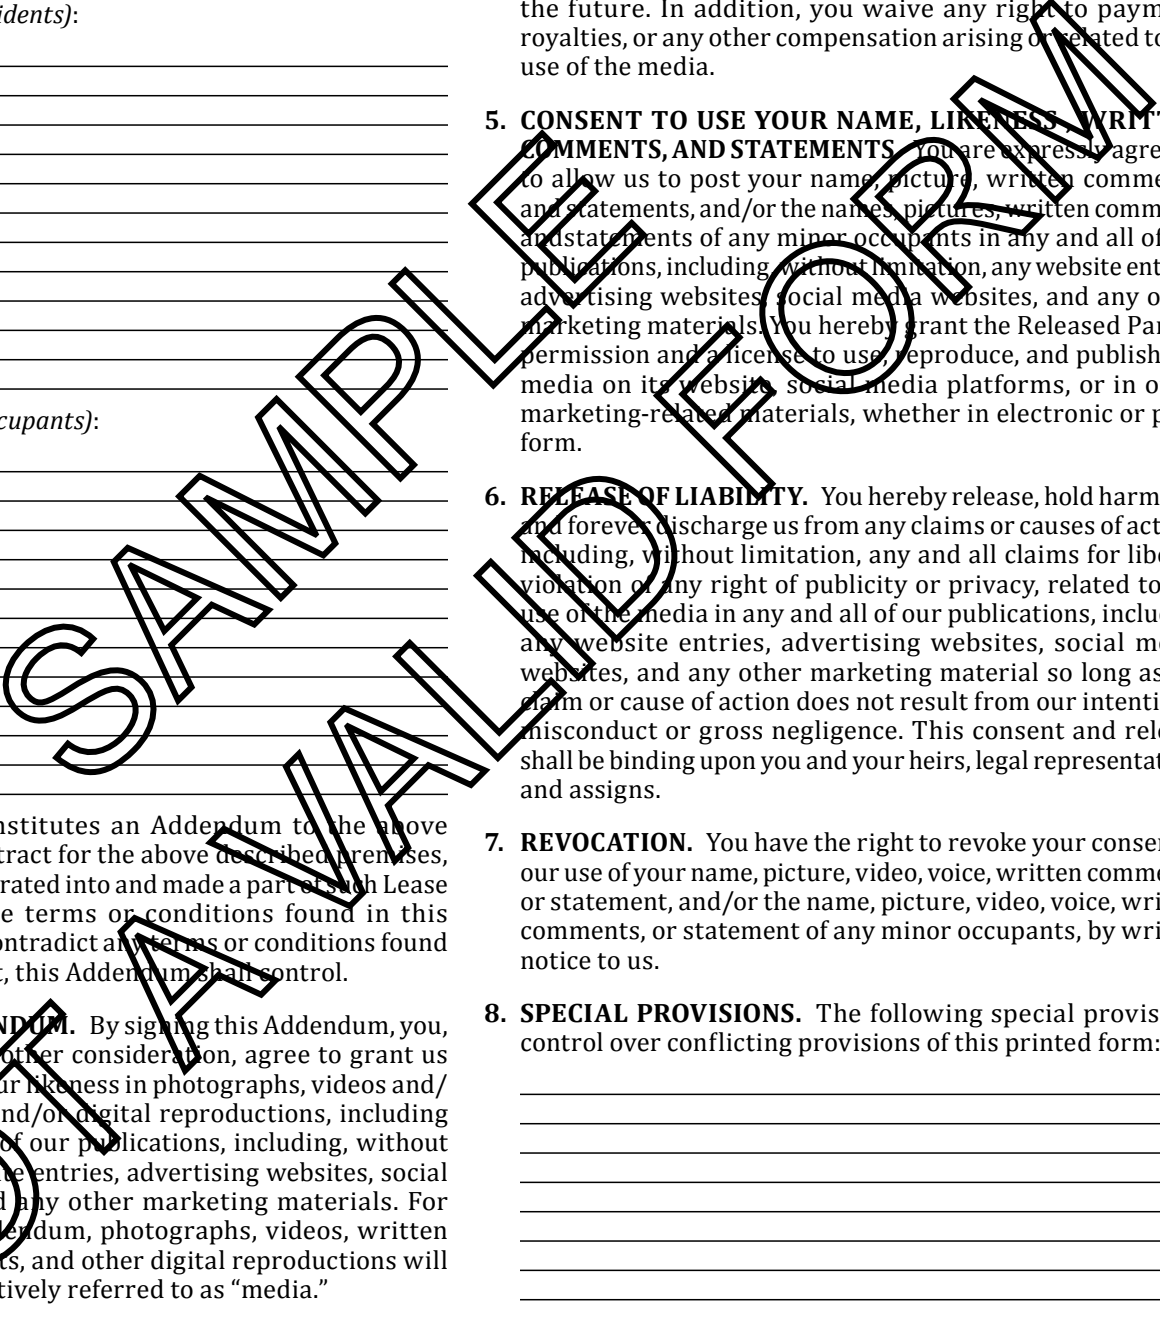 idents):
cupants):
nstitutes an Addendum to the above
tract for the above described premises,
rated into and made a part of such Lease
e terms or conditions found in this
ontradict any terms or conditions found
t, this Addendum shall control.
NDUM. By signing this Addendum, you,
other consideration, agree to grant us
ur likeness in photographs, videos and/
nd/or digital reproductions, including
of our publications, including, without
te entries, advertising websites, social
d any other marketing materials. For
dendum, photographs, videos, written
ts, and other digital reproductions will
tively referred to as “media.”
the future. In addition, you waive any right to paym
royalties, or any other compensation arising or related to
use of the media.
5. CONSENT TO USE YOUR NAME, LIKENESS , WRITT
COMMENTS, AND STATEMENTS. You are expressly agre
to allow us to post your name, picture, written comme
and statements, and/or the names, pictures, written comm
andstatements of any minor occupants in any and all of
publications, including, without limitation, any website ent
advertising websites, social media websites, and any o
marketing materials. You hereby grant the Released Par
permission and a license to use, reproduce, and publish
media on its website, social media platforms, or in o
marketing-related materials, whether in electronic or p
form.
6. RELEASE OF LIABILITY. You hereby release, hold harm
and forever discharge us from any claims or causes of act
including, without limitation, any and all claims for libe
violation of any right of publicity or privacy, related to
use of the media in any and all of our publications, inclu
any website entries, advertising websites, social me
websites, and any other marketing material so long as
claim or cause of action does not result from our intenti
misconduct or gross negligence. This consent and rele
shall be binding upon you and your heirs, legal representat
and assigns.
7. REVOCATION. You have the right to revoke your conse
our use of your name, picture, video, voice, written comme
or statement, and/or the name, picture, video, voice, wri
comments, or statement of any minor occupants, by wri
notice to us.
8. SPECIAL PROVISIONS. The following special provis
control over conflicting provisions of this printed form:
SAMPLE
OT A VALID FORM